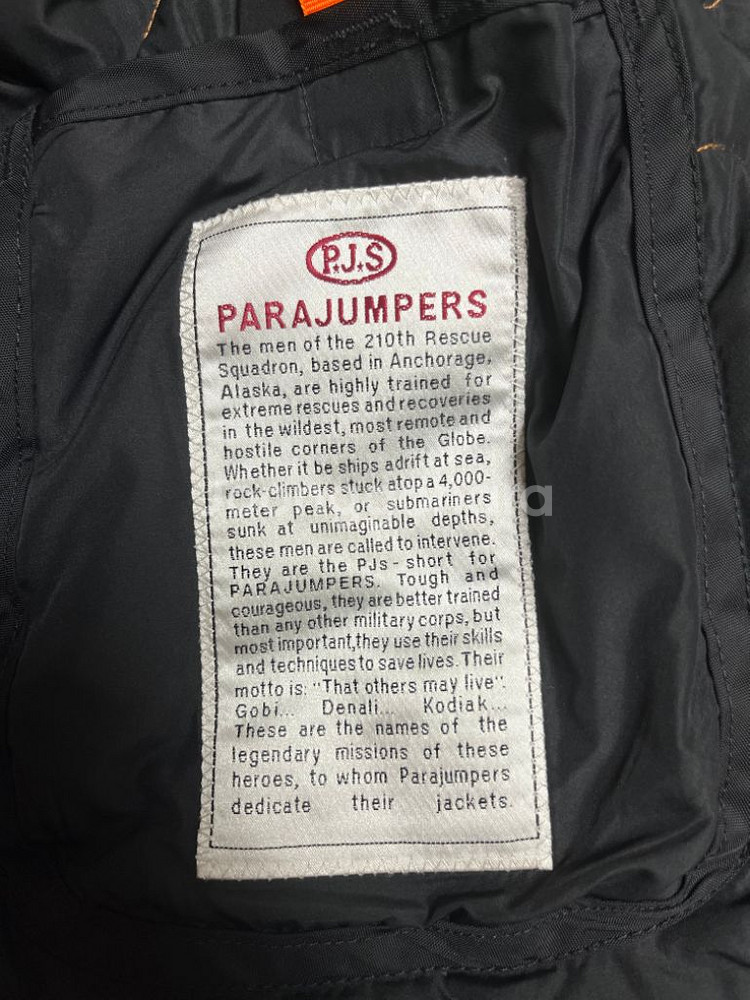 P.J.S
PARAJUMPERS
The men of the 210th Rescue
Squadron, based in Anchorage,
Alaska, are highly trained for
extreme rescues and recoveries
in the wildest, most remote and
hostile corners of the Globe.
Whether it be ships adrift at sea,
rock-climbers stuck atop a 4,000-
meter peak, or submariners
sunk at unimaginable depths,
these men are called to intervene.
They are the PJs - short for
PARAJUMPERS. Tough and
courageous, they are better trained
than any other military corps, but
most important,they use their skills
and techniques to save lives. Their
motto is: "That others may live".
Gobi... Denali... Kodiak...
These are the names of the
legendary missions of these
heroes, to whom Parajumpers
dedicate their jackets.